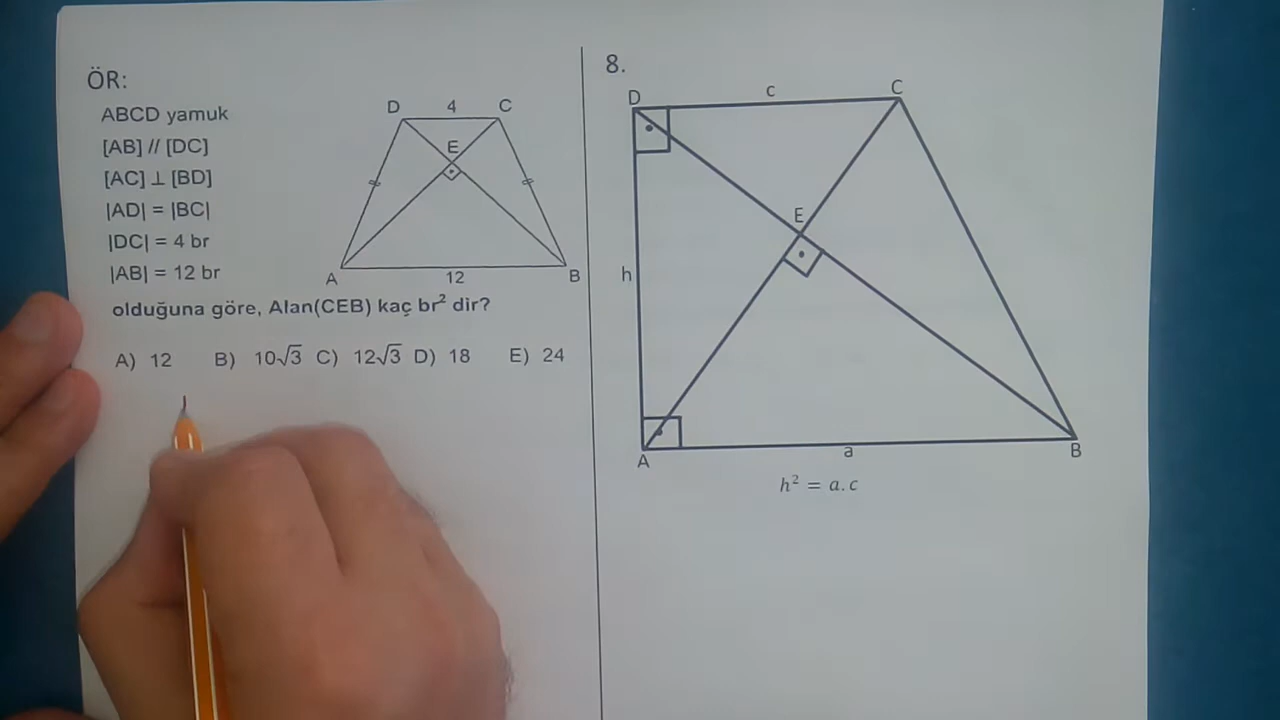 ÖR:
ABCD yamuk
[AB] // [DC]
[AC] ⊥ [BD]
|AD| = |BC|
|DC| = 4 br
|AB| = 12 br
olduğuna göre, Alan(CEB) kaç br² dir?
A) 12 B) 10√3 C) 12√3 D) 18 E) 24
D 4 C
E
A 12 B
8.
D c C
E
h
A a B
h² = a.c